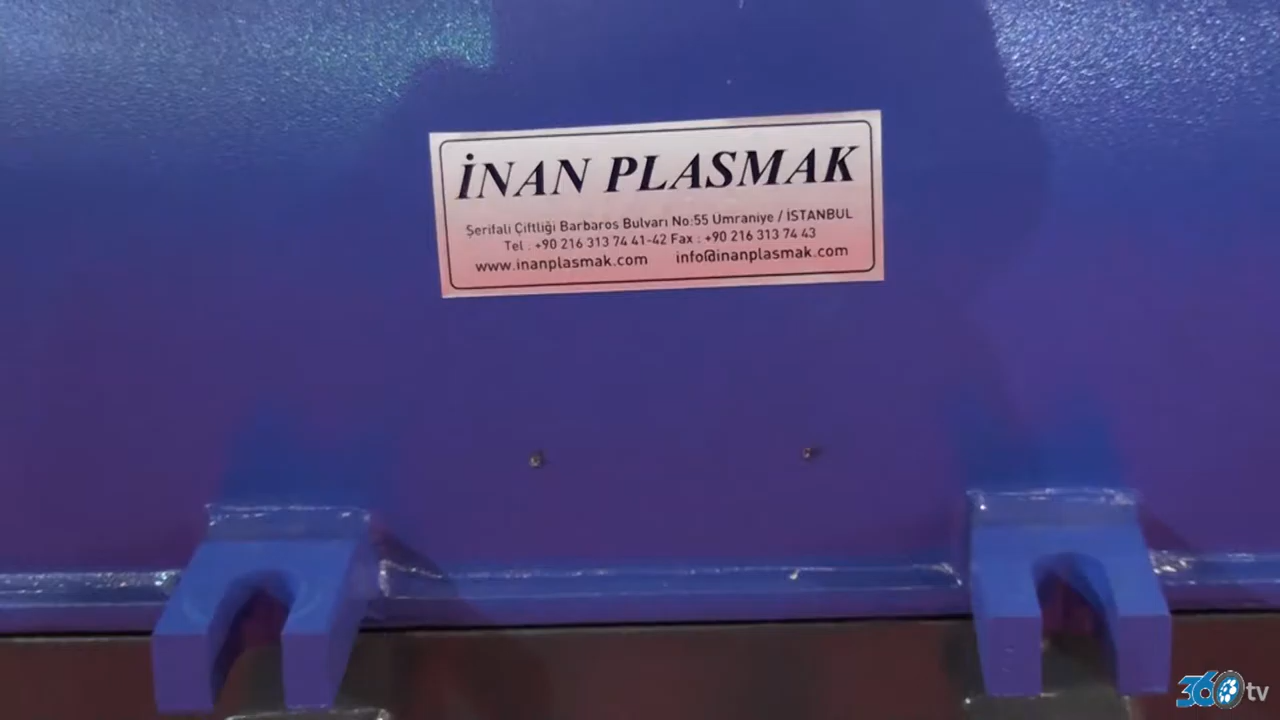 İNAN PLASMAK
Şerifali Çiftliği Barbaros Bulvarı No:55 Ümraniye / İSTANBUL
Tel : +90 216 313 74 41-42 Fax : +90 216 313 74 43
www.inanplasmak.com info@inanplasmak.com
360tv